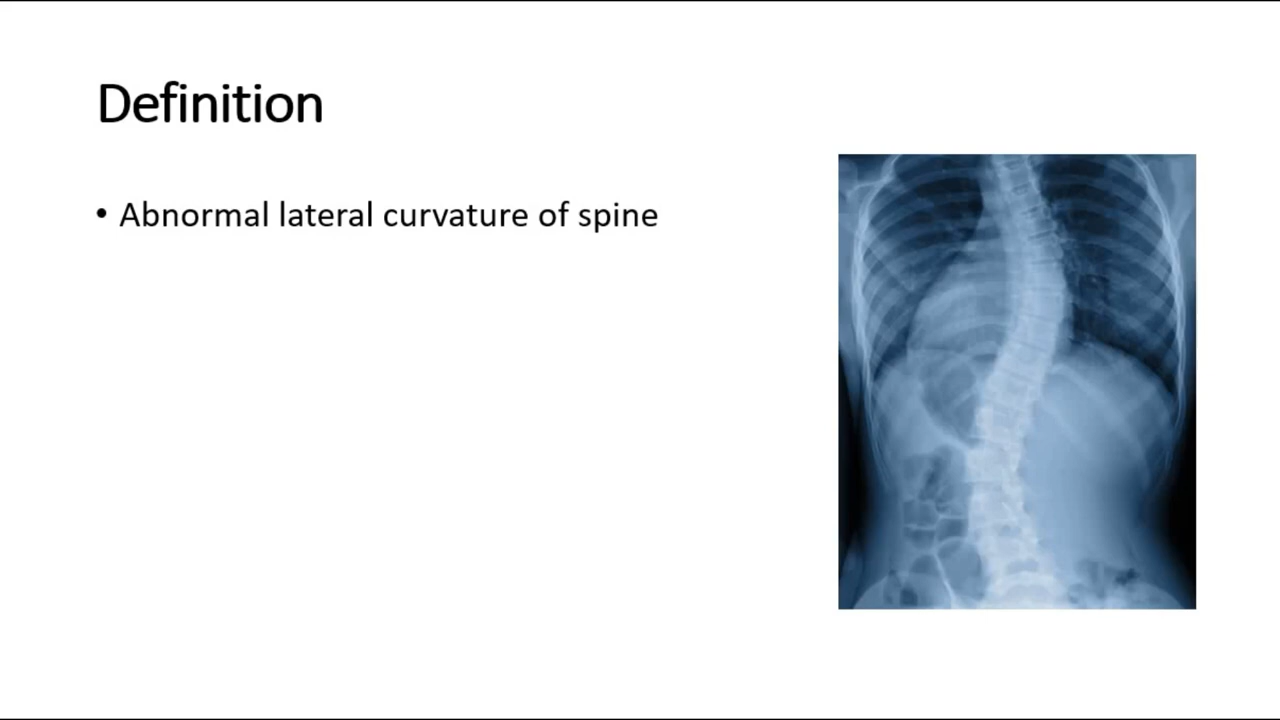 Definition
• Abnormal lateral curvature of spine